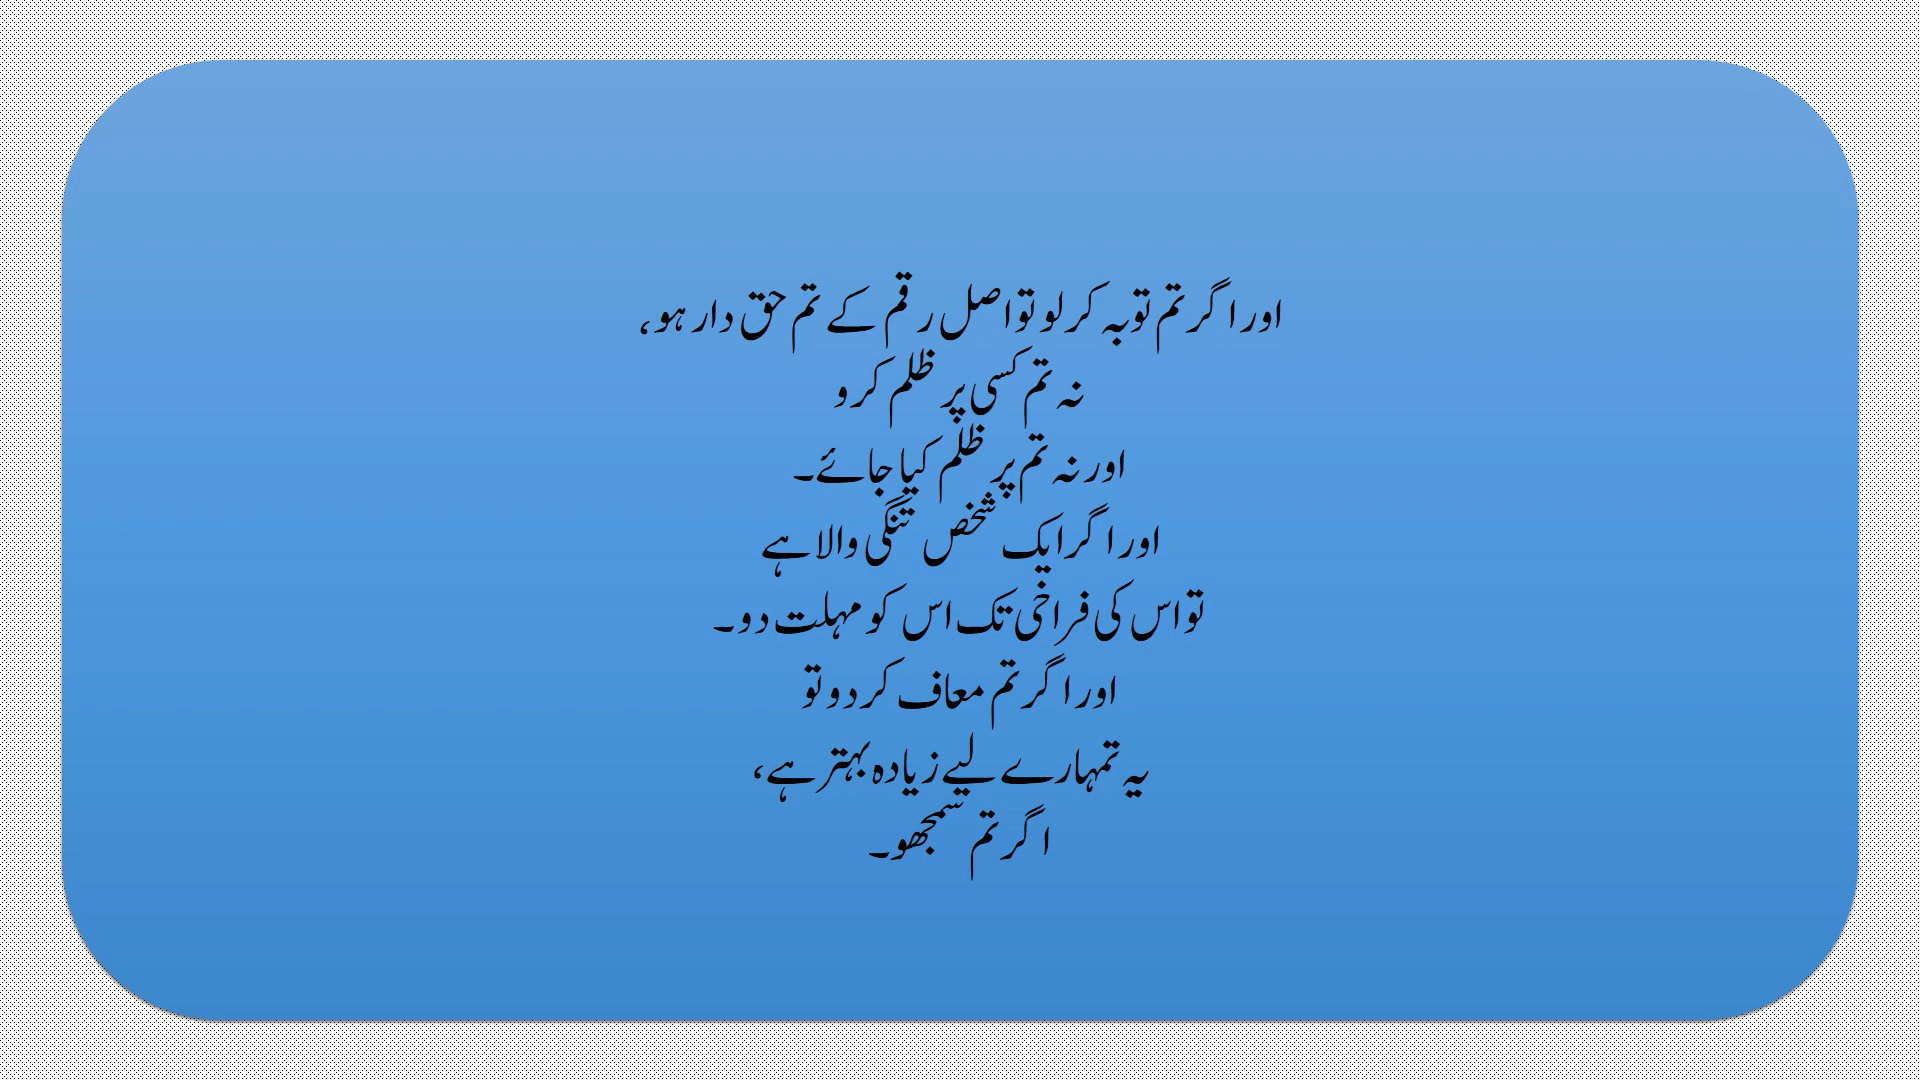 اور اگر تم توبہ کر لو تو اصل رقم کے تم حق دار ہو،
نہ تم کسی پر ظلم کرو
اور نہ تم پر ظلم کیا جائے۔
اور اگر ایک شخص تنگی والا ہے
تو اس کی فراخی تک اس کو مہلت دو۔
اور اگر تم معاف کر دو تو
یہ تمہارے لیے زیادہ بہتر ہے،
اگر تم سمجھو۔